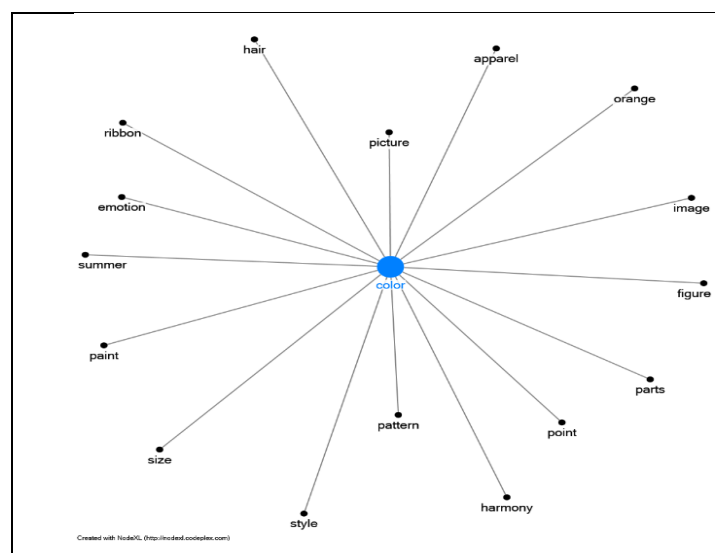 hair
apparel
orange
ribbon
picture
emotion
image
summer
color
figure
paint
parts
pattern
point
size
harmony
style
Created with NodeXL (http://nodexl.codeplex.com)